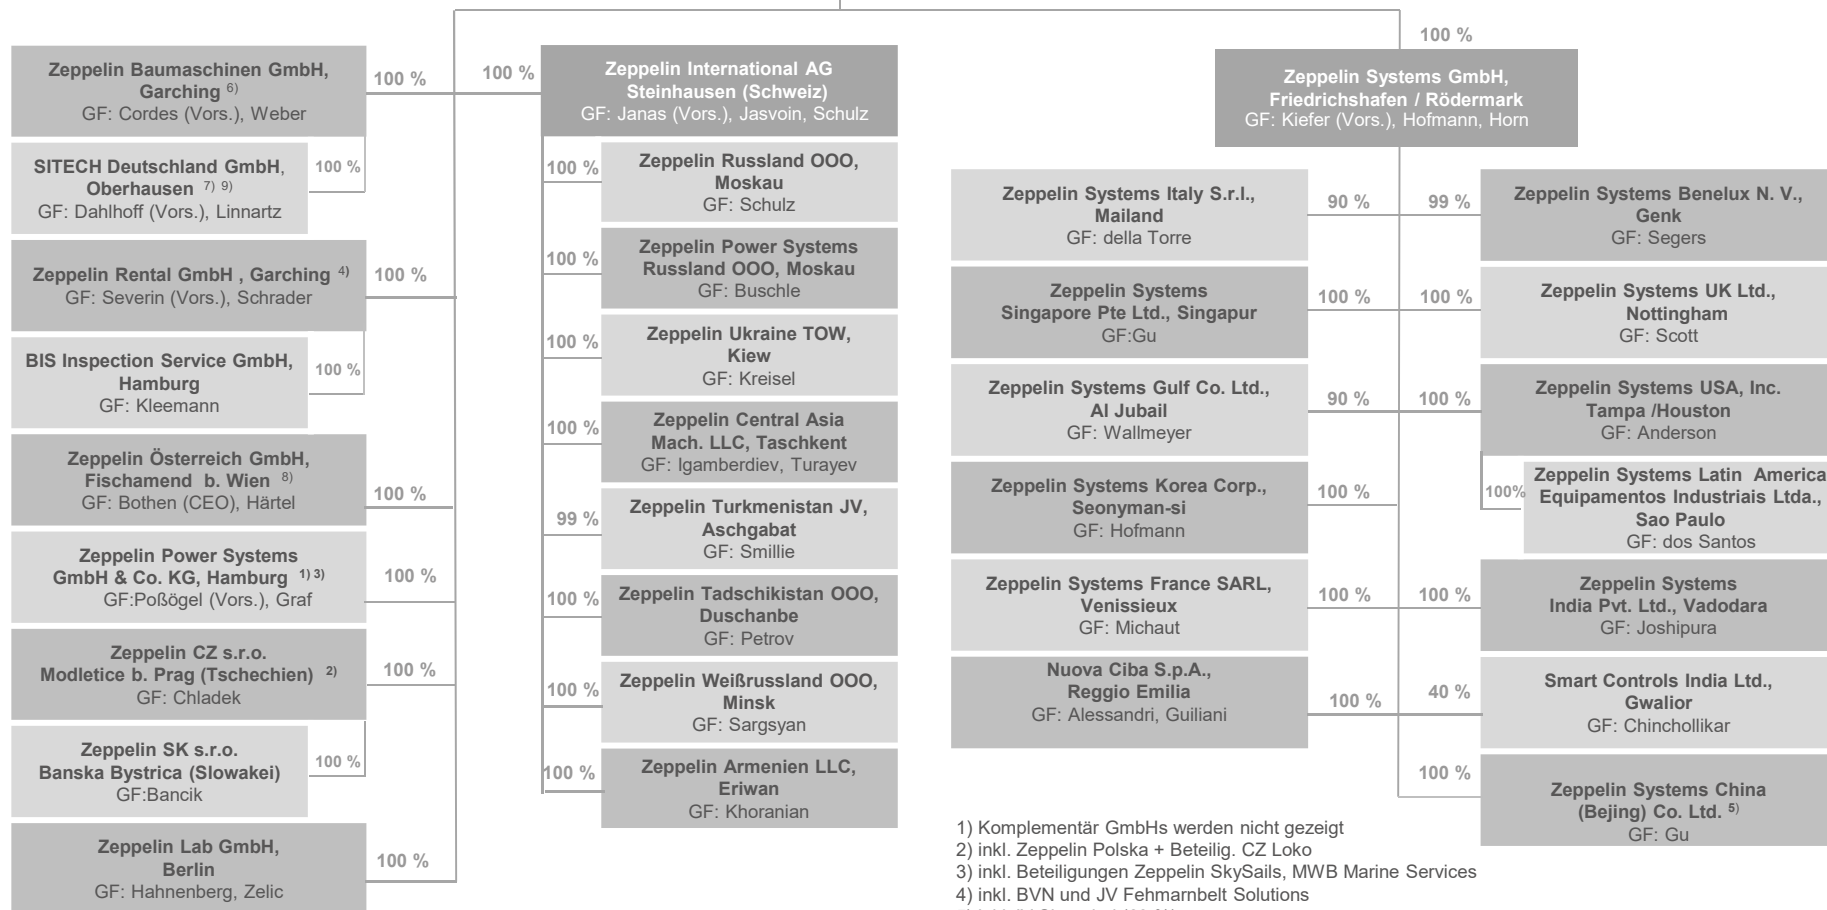 Zeppelin Baumaschinen GmbH,
Garching 6)
GF: Cordes (Vors.), Weber
100 %
SITECH Deutschland GmbH,
Oberhausen 7) 9)
GF: Dahlhoff (Vors.), Linnartz
100 %
Zeppelin Rental GmbH , Garching 4)
GF: Severin (Vors.), Schrader
100 %
BIS Inspection Service GmbH,
Hamburg
GF: Kleemann
100 %
Zeppelin Österreich GmbH,
Fischamend b. Wien 8)
GF: Bothen (CEO), Härtel
100 %
Zeppelin Power Systems
GmbH & Co. KG, Hamburg 1) 3)
GF:Poßögel (Vors.), Graf
100 %
Zeppelin CZ s.r.o.
Modletice b. Prag (Tschechien) 2)
GF: Chladek
100 %
Zeppelin SK s.r.o.
Banska Bystrica (Slowakei)
GF:Bancik
100 %
Zeppelin Lab GmbH,
Berlin
GF: Hahnenberg, Zelic
100 %
100 %
Zeppelin International AG
Steinhausen (Schweiz)
GF: Janas (Vors.), Jasvoin, Schulz
100 %
Zeppelin Russland OOO,
Moskau
GF: Schulz
100 %
Zeppelin Power Systems
Russland OOO, Moskau
GF: Buschle
100 %
Zeppelin Ukraine TOW,
Kiew
GF: Kreisel
100 %
Zeppelin Central Asia
Mach. LLC, Taschkent
GF: Igamberdiev, Turayev
99 %
Zeppelin Turkmenistan JV,
Aschgabat
GF: Smillie
100 %
Zeppelin Tadschikistan OOO,
Duschanbe
GF: Petrov
100 %
Zeppelin Weißrussland OOO,
Minsk
GF: Sargsyan
100 %
Zeppelin Armenien LLC,
Eriwan
GF: Khoranian
100 %
Zeppelin Systems GmbH,
Friedrichshafen / Rödermark
GF: Kiefer (Vors.), Hofmann, Horn
Zeppelin Systems Italy S.r.l.,
Mailand
GF: della Torre
90 %
Zeppelin Systems Singapore
Singapore Pte Ltd., Singapur
GF:Gu
100 %
Zeppelin Systems Gulf Co. Ltd.,
Al Jubail
GF: Wallmeyer
90 %
Zeppelin Systems Korea Corp.,
Seonyman-si
GF: Hofmann
100 %
Zeppelin Systems France SARL,
Venissieux
GF: Michaut
100 %
Nuova Ciba S.p.A.,
Reggio Emilia
GF: Alessandri, Guiliani
100 %
99 %
Zeppelin Systems Benelux N. V.,
Genk
GF: Segers
100 %
Zeppelin Systems UK Ltd.,
Nottingham
GF: Scott
100 %
Zeppelin Systems USA, Inc.
Tampa /Houston
GF: Anderson
100%
Zeppelin Systems Latin America
Equipamentos Industriais Ltda.,
Sao Paulo
GF: dos Santos
100 %
Zeppelin Systems
India Pvt. Ltd., Vadodara
GF: Joshipura
40 %
Smart Controls India Ltd.,
Gwalior
GF: Chinchollikar
100 %
Zeppelin Systems China
(Bejing) Co. Ltd. 5)
GF: Gu
1) Komplementär GmbHs werden nicht gezeigt
2) inkl. Zeppelin Polska + Beteilig. CZ Loko
3) inkl. Beteiligungen Zeppelin SkySails, MWB Marine Services
4) inkl. BVN und JV Fehmarnbelt Solutions